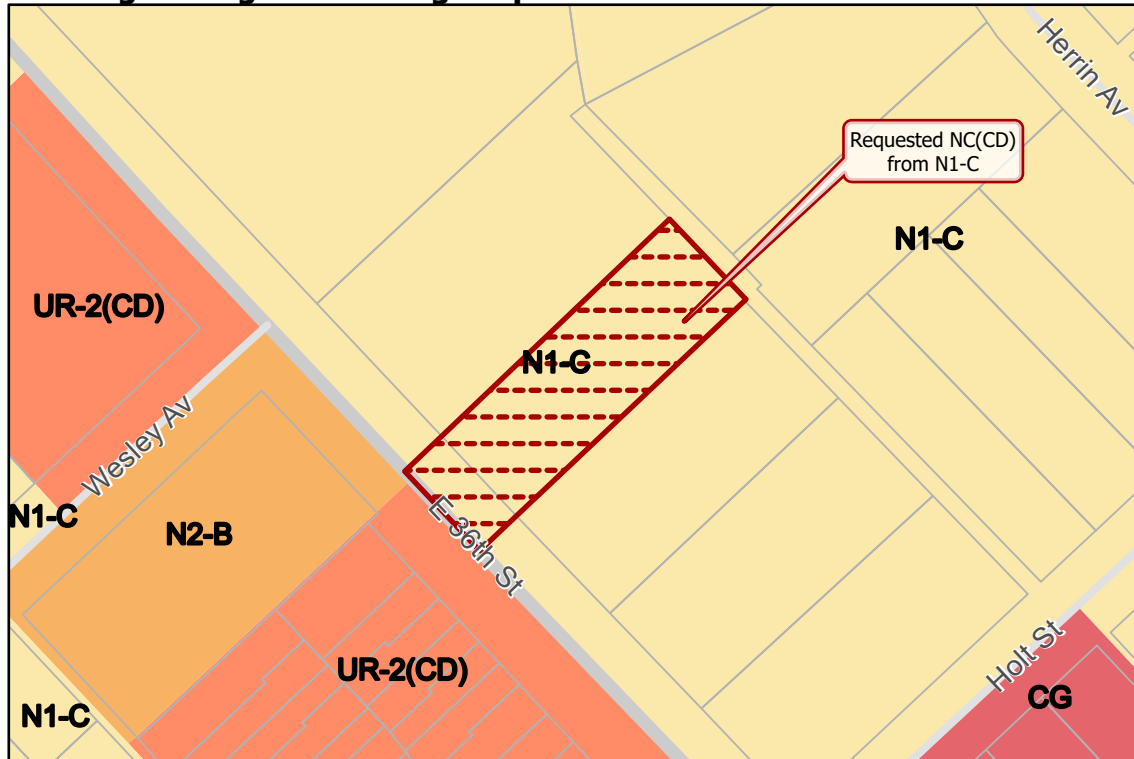 Herrin Av
Requested NC(CD)
from N1-C
N1-C
UR-2(CD)
N1-C
Wesley Av
N1-C
N2-B
E 36th St
UR-2(CD)
Holt St
CG
N1-C